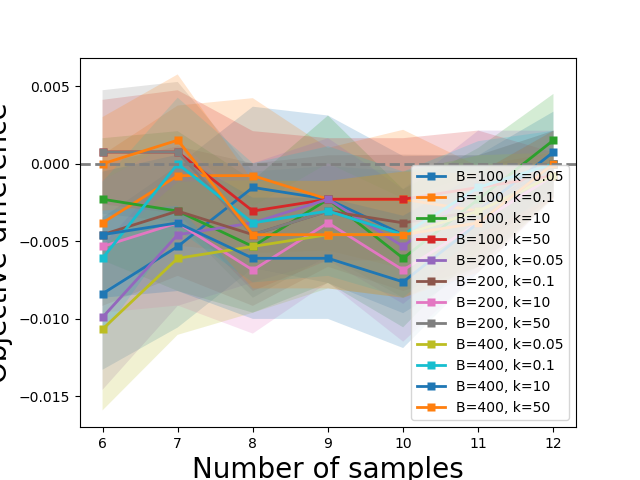 0.005
0.000
−0.005
−0.010
−0.015
6 7 8 9 10 11 12
Number of samples
B=100, k=0.05
B=100, k=0.1
B=100, k=10
B=100, k=50
B=200, k=0.05
B=200, k=0.1
B=200, k=10
B=200, k=50
B=400, k=0.05
B=400, k=0.1
B=400, k=10
B=400, k=50